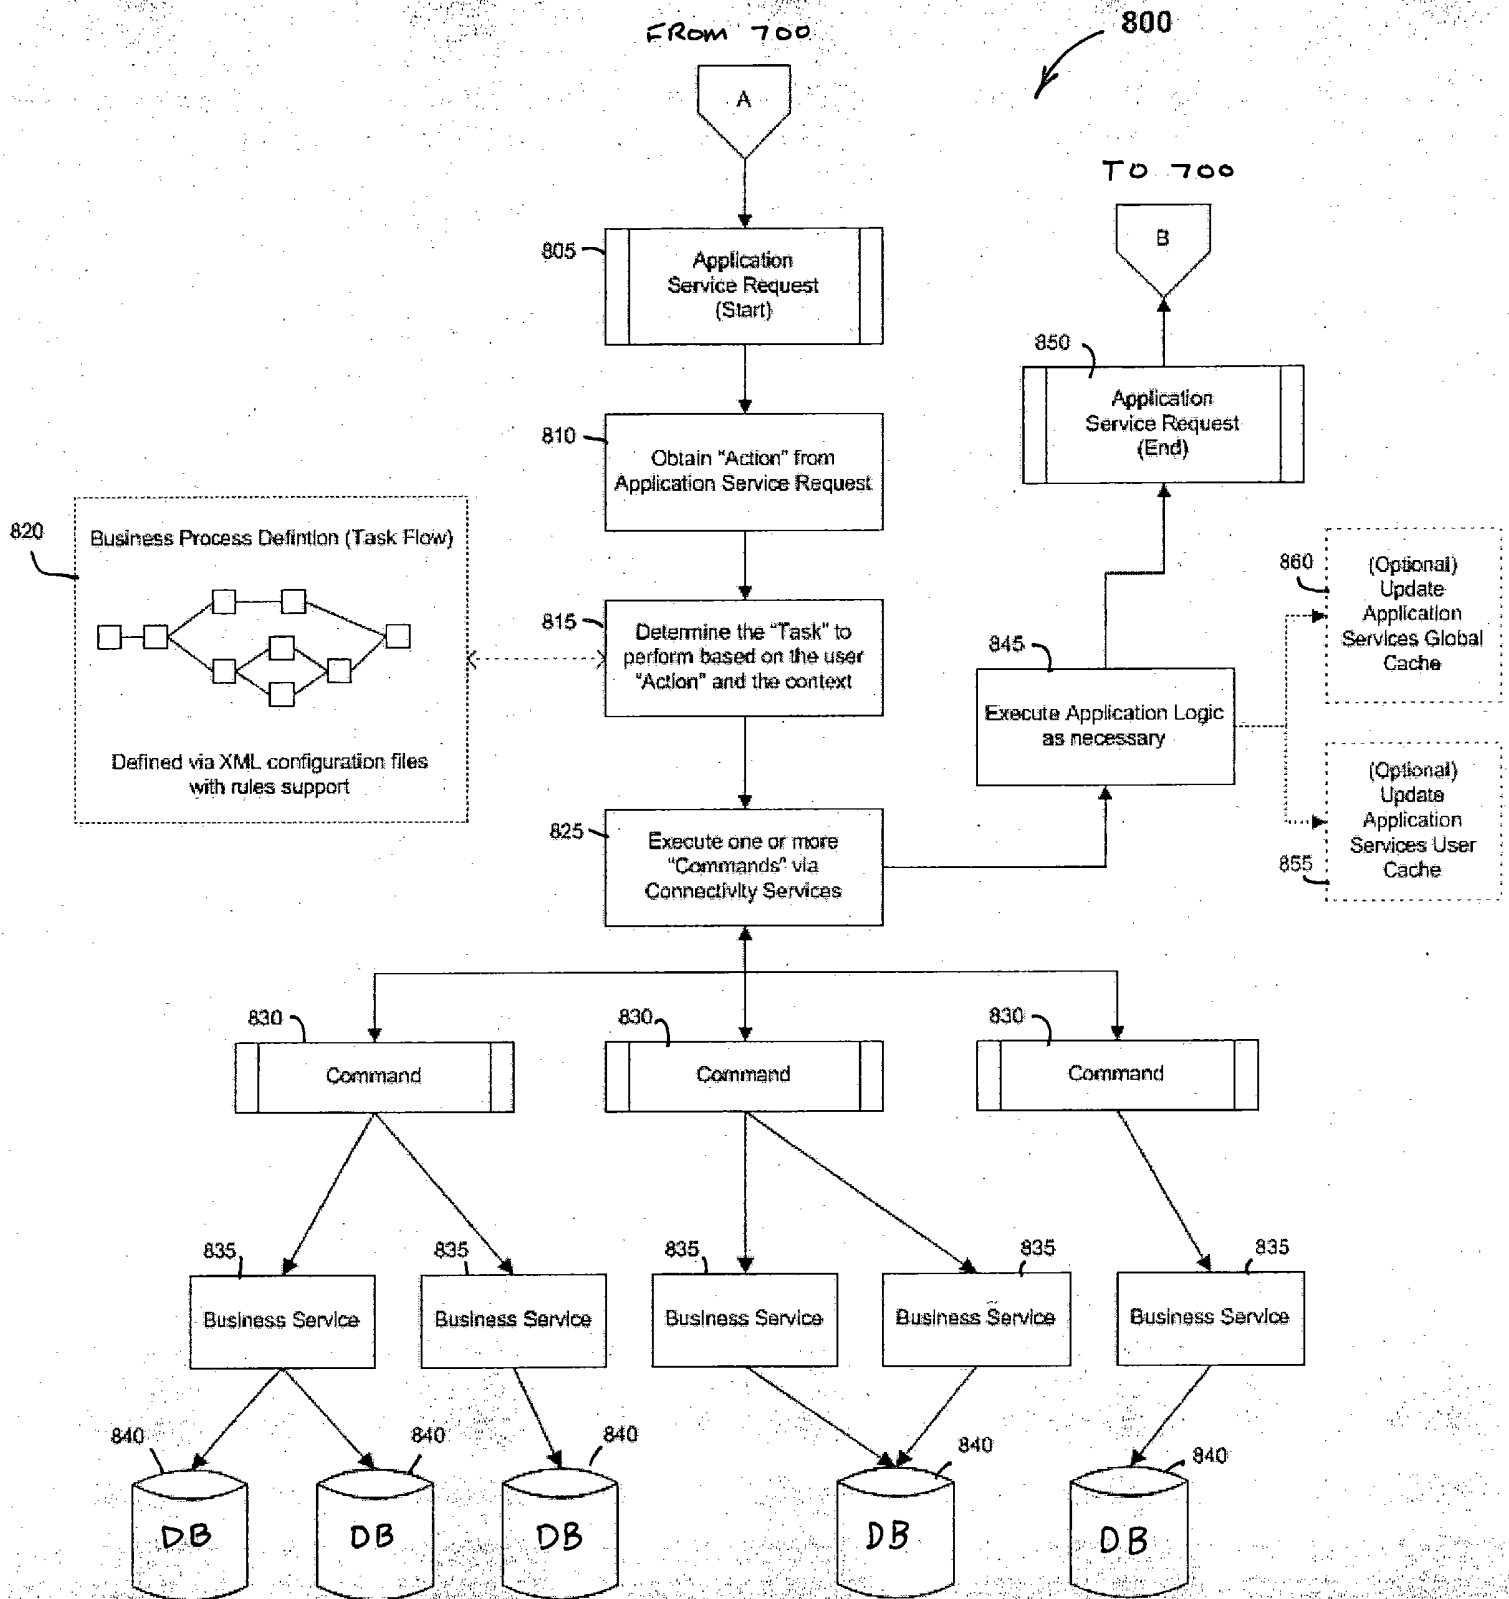 FROM 700
800
A
TO 700
B
805
Application
Service Request
(Start)
850
Application
Service Request
(End)
810
Obtain "Action" from
Application Service Request
820
Business Process Defintion (Task Flow)
Defined via XML configuration files
with rules support
815
Determine the "Task" to
perform based on the user
"Action" and the context
860
(Optional)
Update
Application
Services Global
Cache
845
Execute Application Logic
as necessary
855
(Optional)
Update
Application
Services User
Cache
825
Execute one or more
"Commands" via
Connectivity Services
830
Command
830
Command
830
Command
835
Business Service
835
Business Service
835
Business Service
835
Business Service
835
Business Service
840
DB
840
DB
840
DB
840
DB
840
DB